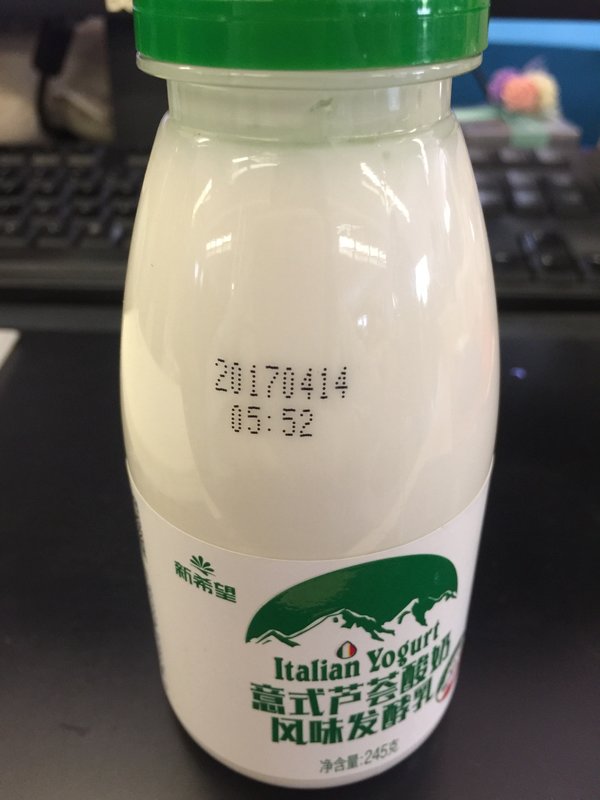 20170414
05:52
新希望
Italian Yogurt
意式芦荟酸奶
风味发酵乳
净含量:245克